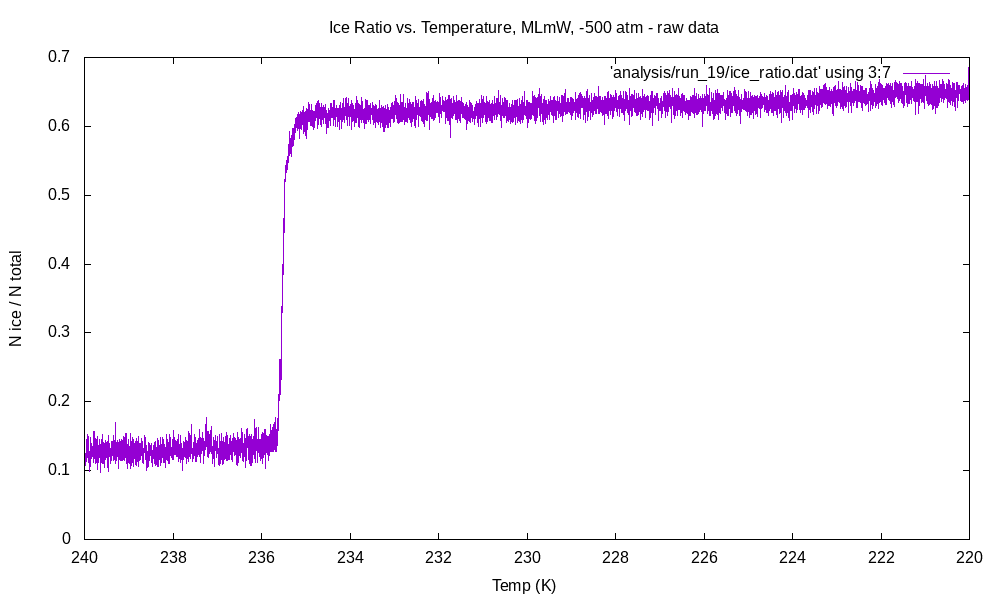 Ice Ratio vs. Temperature, MLmW, -500 atm - raw data
'analysis/run_19/ice_ratio.dat' using 3:7
0.7
0.6
0.5
0.4
0.3
0.2
0.1
0
N ice / N total
240 238 236 234 232 230 228 226 224 222 220
Temp (K)